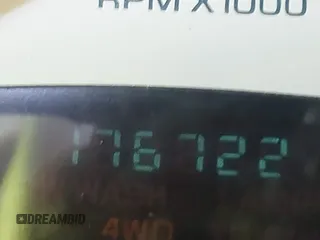 RPM X1000
176722
4WD
DREAMBID